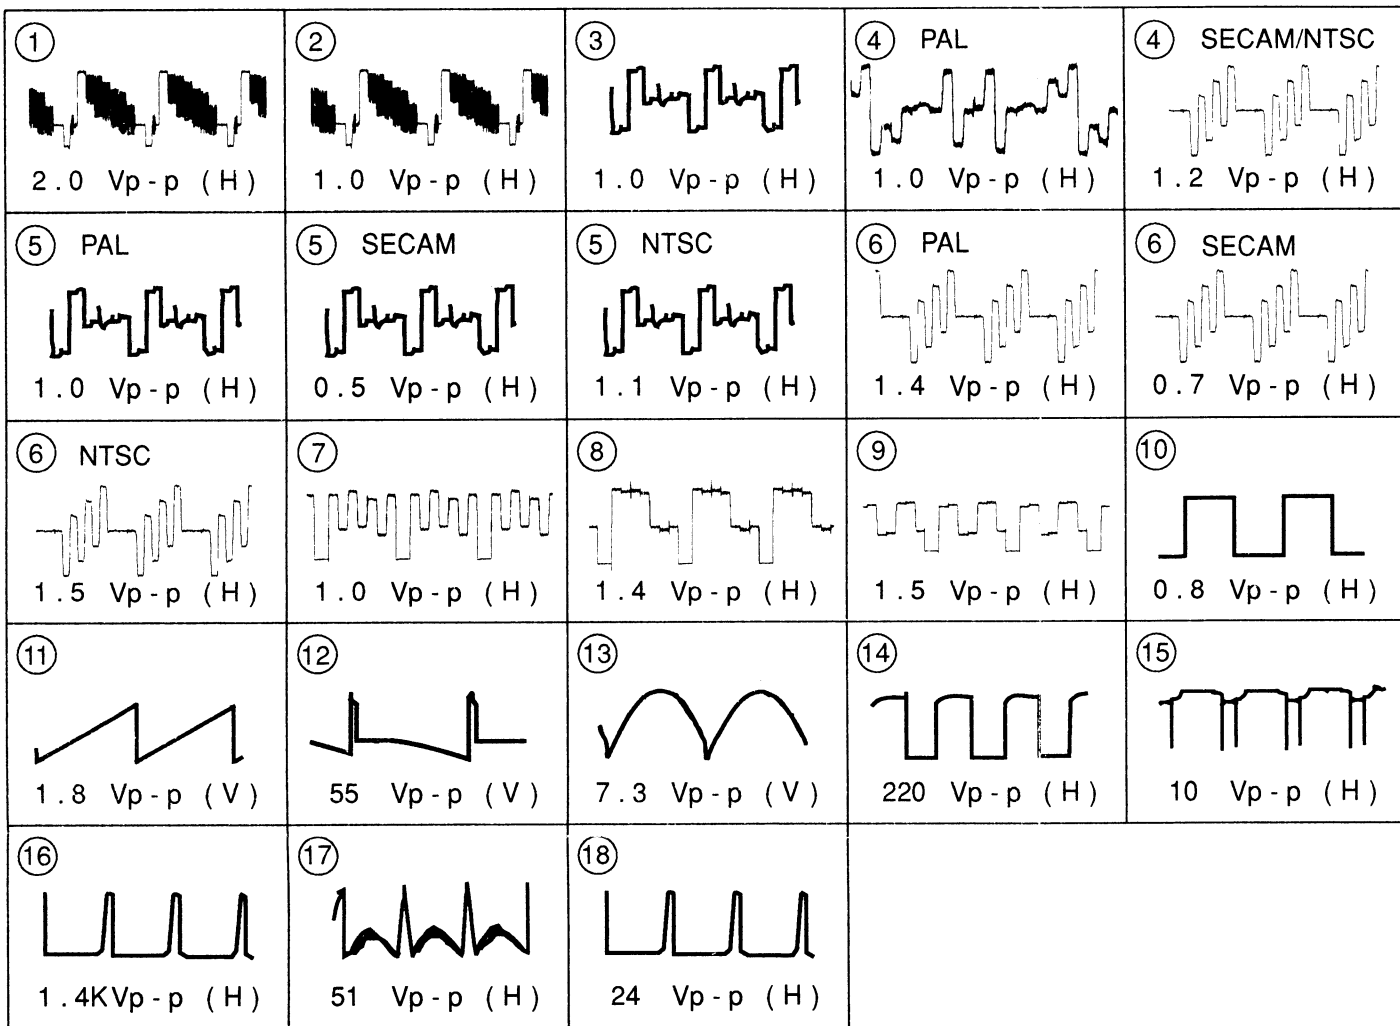 1
2.0 Vp-p (H)
2
1.0 Vp-p (H)
3
1.0 Vp-p (H)
4 PAL
1.0 Vp-p (H)
4 SECAM/NTSC
1.2 Vp-p (H)
5 PAL
1.0 Vp-p (H)
5 SECAM
0.5 Vp-p (H)
5 NTSC
1.1 Vp-p (H)
6 PAL
1.4 Vp-p (H)
6 SECAM
0.7 Vp-p (H)
6 NTSC
1.5 Vp-p (H)
7
1.0 Vp-p (H)
8
1.4 Vp-p (H)
9
1.5 Vp-p (H)
10
0.8 Vp-p (H)
11
1.8 Vp-p (V)
12
55 Vp-p (V)
13
7.3 Vp-p (V)
14
220 Vp-p (H)
15
10 Vp-p (H)
16
1.4K Vp-p (H)
17
51 Vp-p (H)
18
24 Vp-p (H)